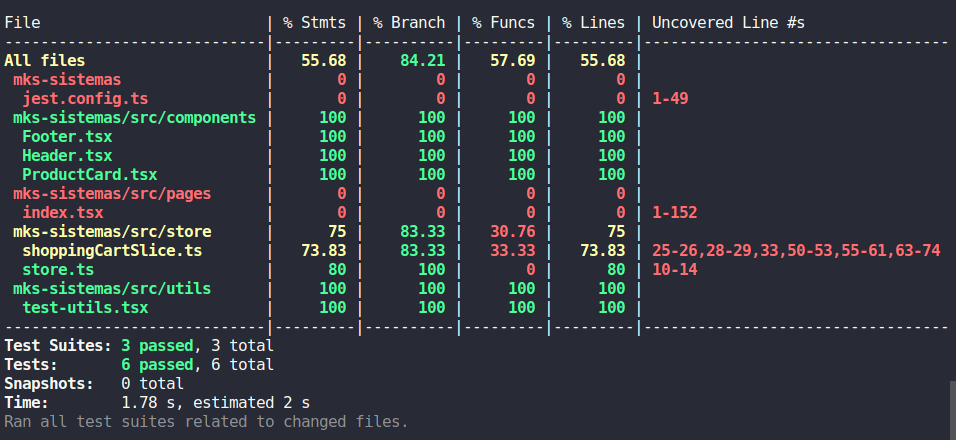 File                         | % Stmts | % Branch | % Funcs | % Lines | Uncovered Line #s
-----------------------------|---------|----------|---------|---------|----------------------------------
All files                    |   55.68 |    84.21 |   57.69 |   55.68 |
 mks-sistemas                |       0 |        0 |       0 |       0 |
  jest.config.ts             |       0 |        0 |       0 |       0 | 1-49
 mks-sistemas/src/components |     100 |      100 |     100 |     100 |
  Footer.tsx                 |     100 |      100 |     100 |     100 |
  Header.tsx                 |     100 |      100 |     100 |     100 |
  ProductCard.tsx            |     100 |      100 |     100 |     100 |
 mks-sistemas/src/pages      |       0 |        0 |       0 |       0 |
  index.tsx                  |       0 |        0 |       0 |       0 | 1-152
 mks-sistemas/src/store      |      75 |    83.33 |   30.76 |      75 |
  shoppingCartSlice.ts       |   73.83 |    83.33 |   33.33 |   73.83 | 25-26,28-29,33,50-53,55-61,63-74
  store.ts                   |      80 |      100 |       0 |      80 | 10-14
 mks-sistemas/src/utils      |     100 |      100 |     100 |     100 |
  test-utils.tsx             |     100 |      100 |     100 |     100 |
-----------------------------|---------|----------|---------|---------|----------------------------------
Test Suites: 3 passed, 3 total
Tests:       6 passed, 6 total
Snapshots:   0 total
Time:        1.78 s, estimated 2 s
Ran all test suites related to changed files.